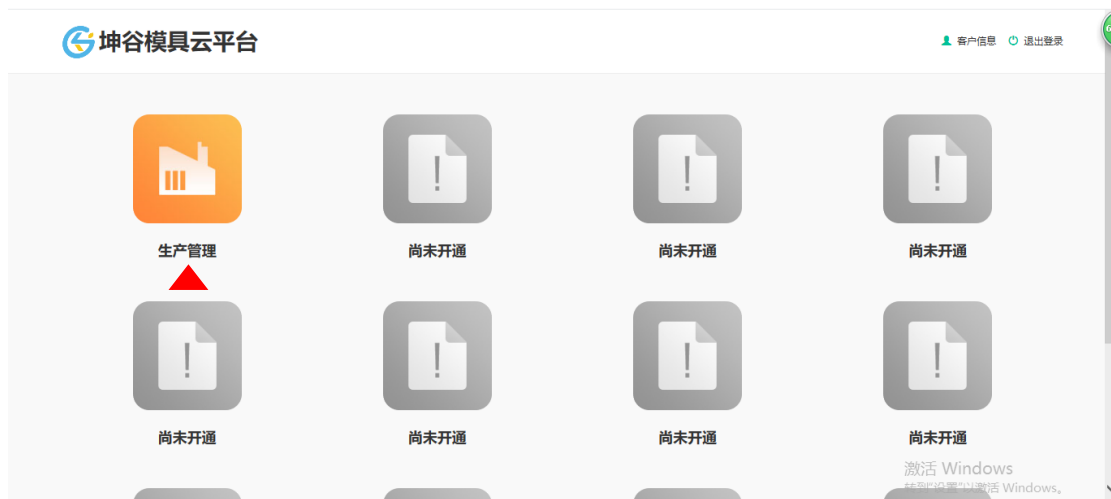 坤谷模具云平台
客户信息 退出登录
生产管理 尚未开通 尚未开通 尚未开通
尚未开通 尚未开通 尚未开通 尚未开通
激活 Windows
转到"设置"以激活 Windows。